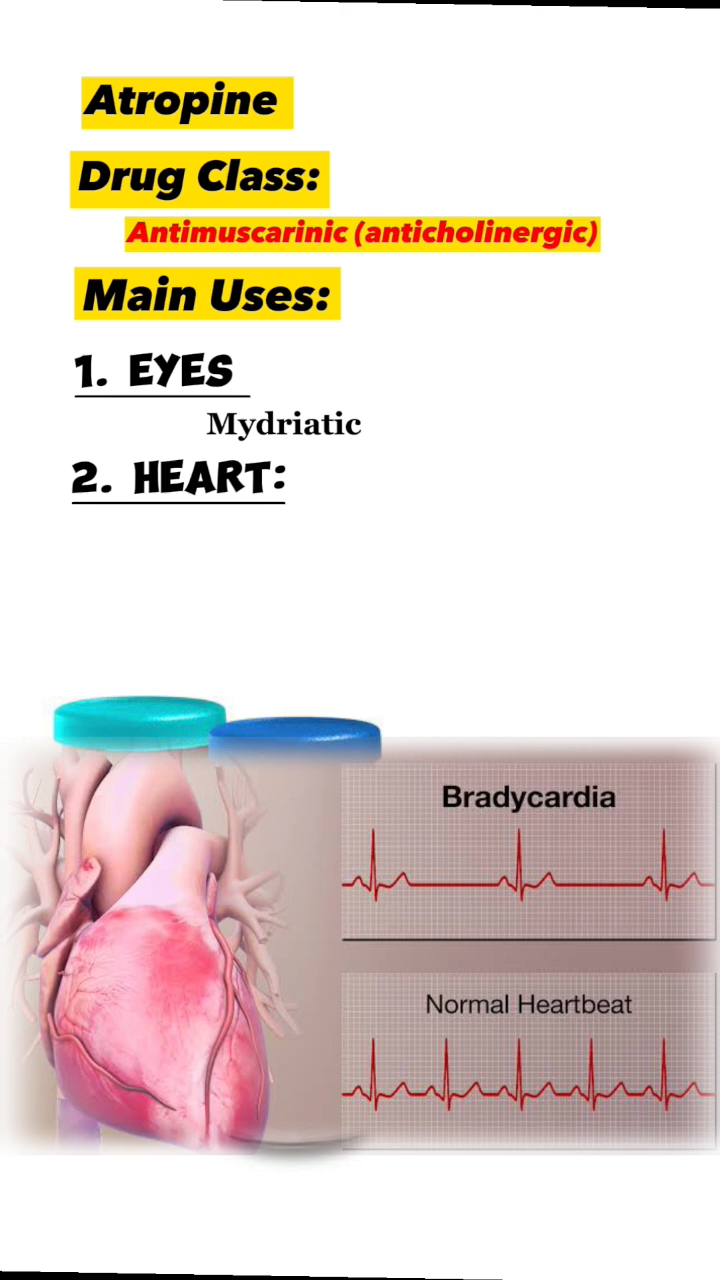 Atropine
Drug Class:
Antimuscarinic (anticholinergic)
Main Uses:
1. EYES
Mydriatic
2. HEART:
Bradycardia
Normal Heartbeat